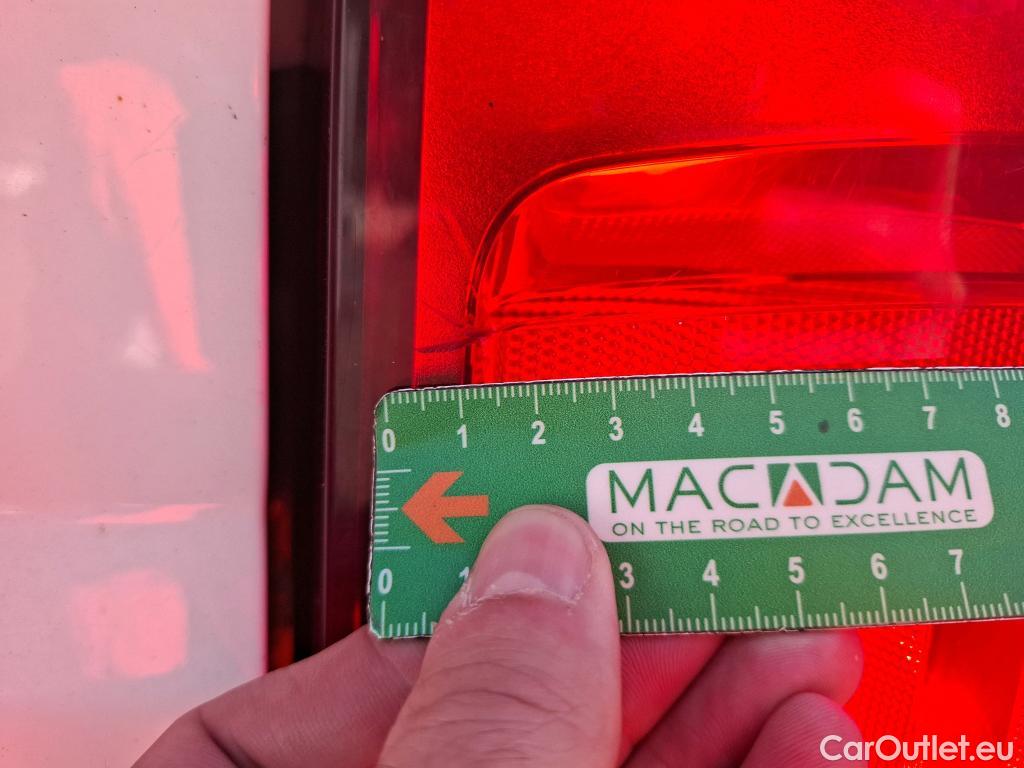 0 1 2 3 4 5 6 7 8
MACADAM
ON THE ROAD TO EXCELLENCE
0 1 3 4 5 6 7
CarOutlet.eu